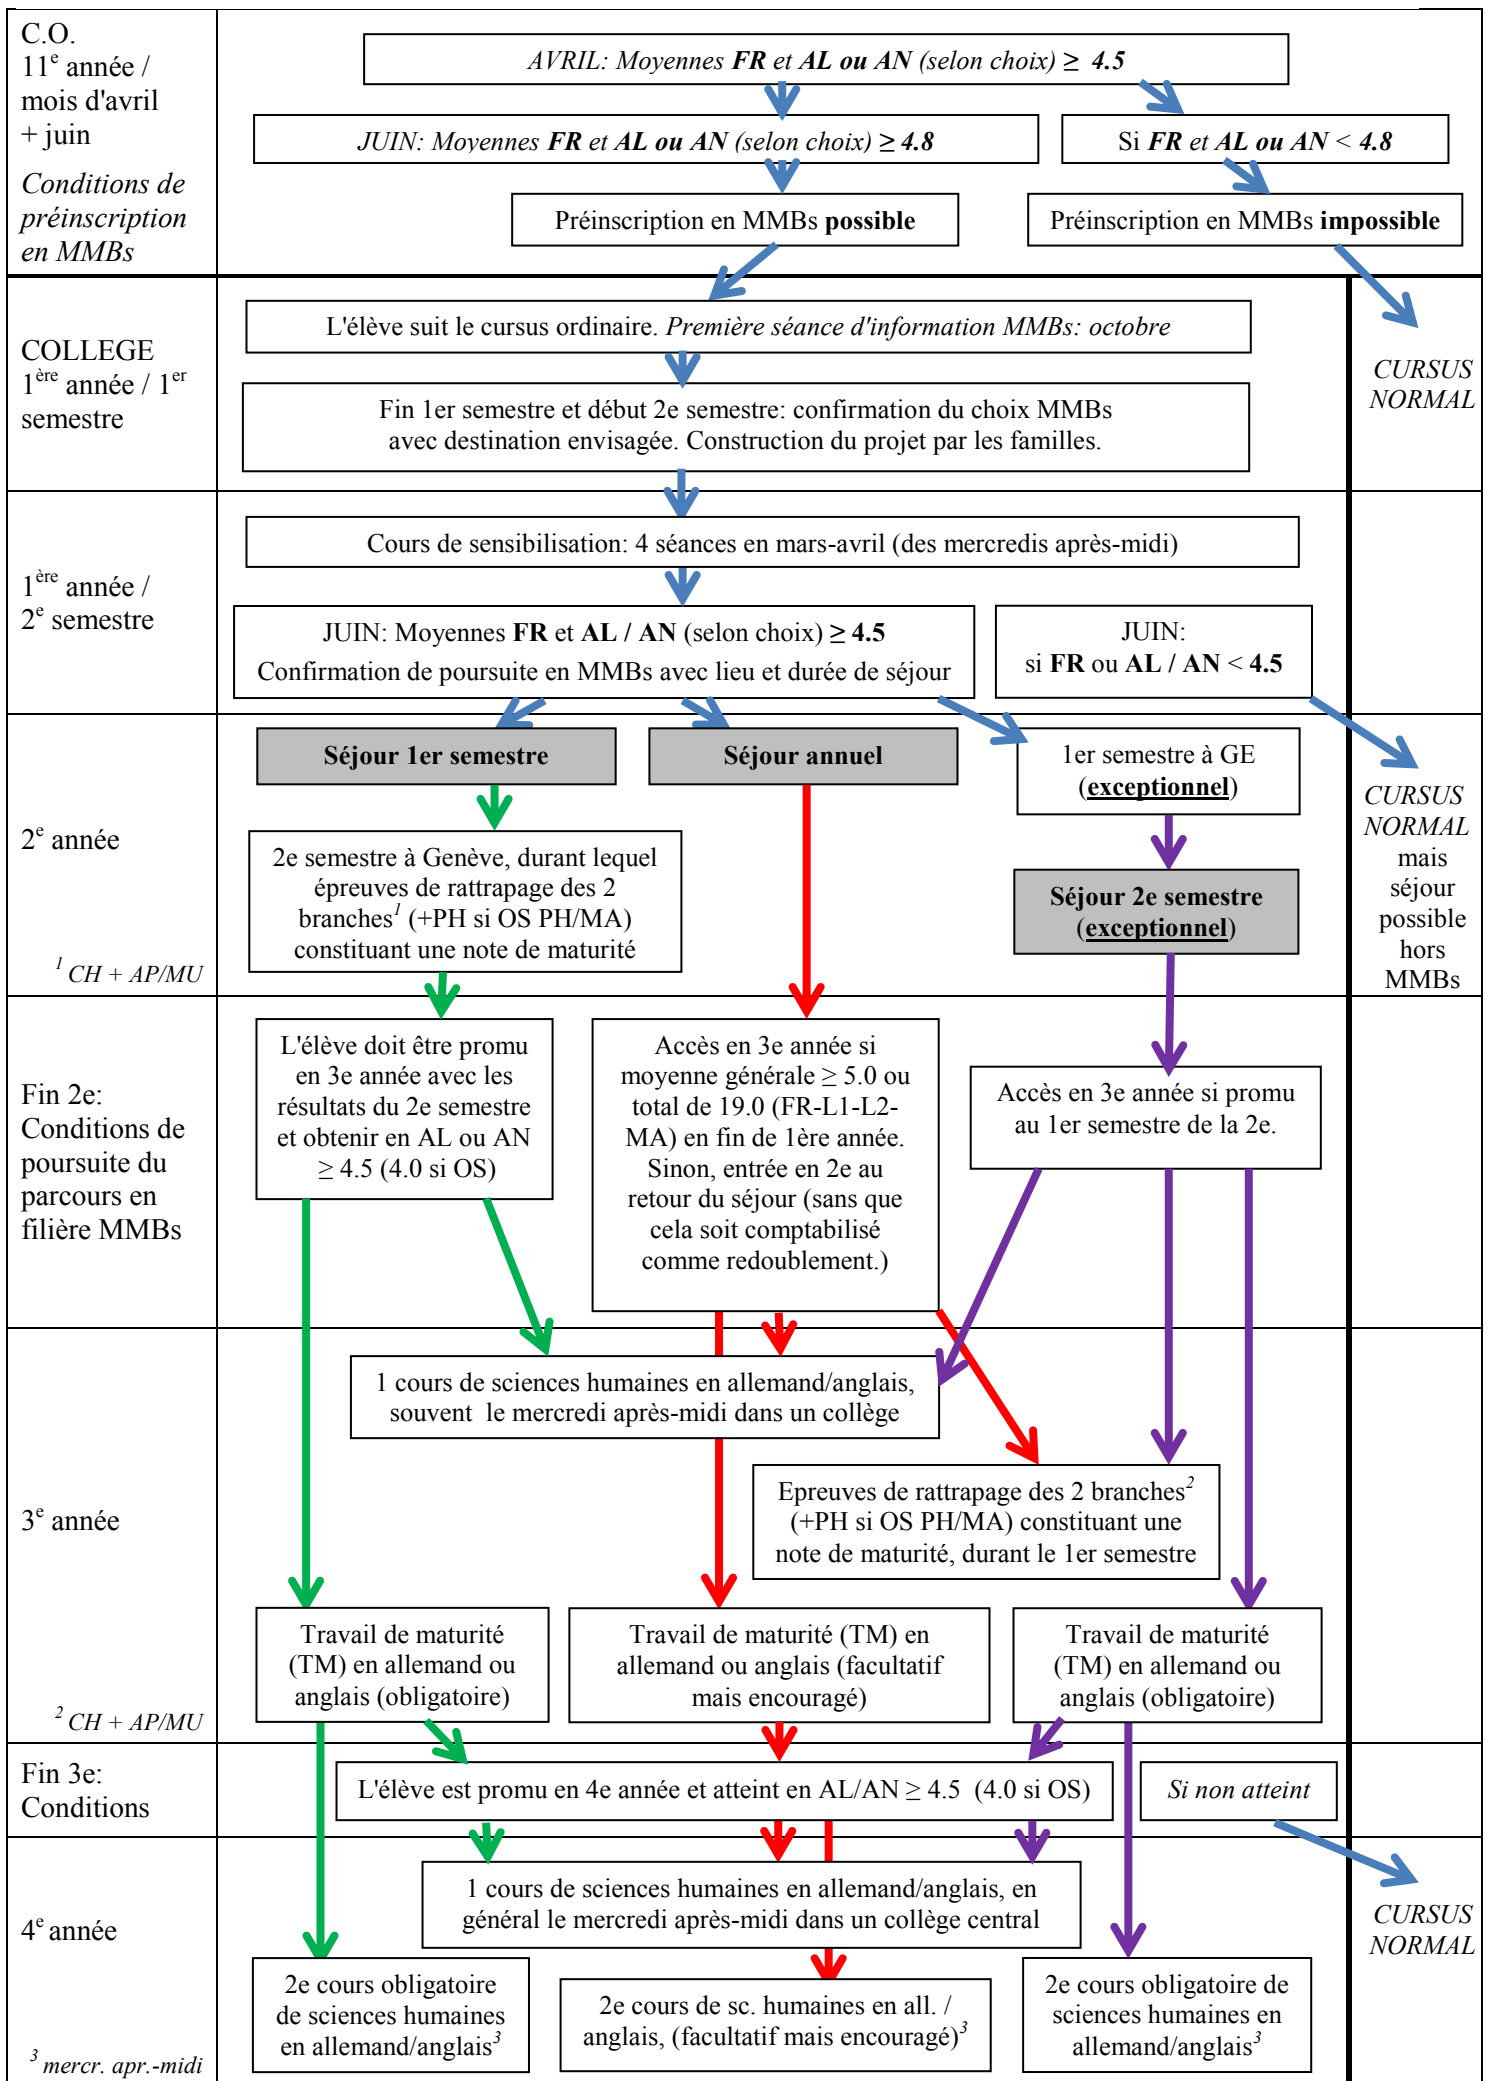 C.O.
11e année /
mois d'avril
+ juin
Conditions de
préinscription
en MMBs
AVRIL: Moyennes FR et AL ou AN (selon choix) ≥ 4.5
JUIN: Moyennes FR et AL ou AN (selon choix) ≥ 4.8
Si FR et AL ou AN < 4.8
Préinscription en MMBs possible
Préinscription en MMBs impossible
COLLEGE
1ère année / 1er
semestre
L'élève suit le cursus ordinaire. Première séance d'information MMBs: octobre
Fin 1er semestre et début 2e semestre: confirmation du choix MMBs
avec destination envisagée. Construction du projet par les familles.
CURSUS
NORMAL
1ère année /
2e semestre
Cours de sensibilisation: 4 séances en mars-avril (des mercredis après-midi)
JUIN: Moyennes FR et AL / AN (selon choix) ≥ 4.5
Confirmation de poursuite en MMBs avec lieu et durée de séjour
JUIN:
si FR ou AL / AN < 4.5
2e année
1 CH + AP/MU
Séjour 1er semestre
Séjour annuel
1er semestre à GE
(exceptionnel)
2e semestre à Genève, durant lequel
épreuves de rattrapage des 2
branches1 (+PH si OS PH/MA)
constituant une note de maturité
Séjour 2e semestre
(exceptionnel)
CURSUS
NORMAL
mais
séjour
possible
hors
MMBs
Fin 2e:
Conditions de
poursuite du
parcours en
filière MMBs
L'élève doit être promu
en 3e année avec les
résultats du 2e semestre
et obtenir en AL ou AN
≥ 4.5 (4.0 si OS)
Accès en 3e année si
moyenne générale ≥ 5.0 ou
total de 19.0 (FR-L1-L2-
MA) en fin de 1ère année.
Sinon, entrée en 2e au
retour du séjour (sans que
cela soit comptabilisé
comme redoublement.)
Accès en 3e année si promu
au 1er semestre de la 2e.
3e année
2 CH + AP/MU
1 cours de sciences humaines en allemand/anglais,
souvent le mercredi après-midi dans un collège
Epreuves de rattrapage des 2 branches2
(+PH si OS PH/MA) constituant une
note de maturité, durant le 1er semestre
Travail de maturité
(TM) en allemand ou
anglais (obligatoire)
Travail de maturité (TM) en
allemand ou anglais (facultatif
mais encouragé)
Travail de maturité
(TM) en allemand ou
anglais (obligatoire)
Fin 3e:
Conditions
L'élève est promu en 4e année et atteint en AL/AN ≥ 4.5 (4.0 si OS)
Si non atteint
4e année
3 mercr. apr.-midi
1 cours de sciences humaines en allemand/anglais, en
général le mercredi après-midi dans un collège central
2e cours obligatoire
de sciences humaines
en allemand/anglais3
2e cours de sc. humaines en all. /
anglais, (facultatif mais encouragé)3
2e cours obligatoire de
sciences humaines en
allemand/anglais3
CURSUS
NORMAL